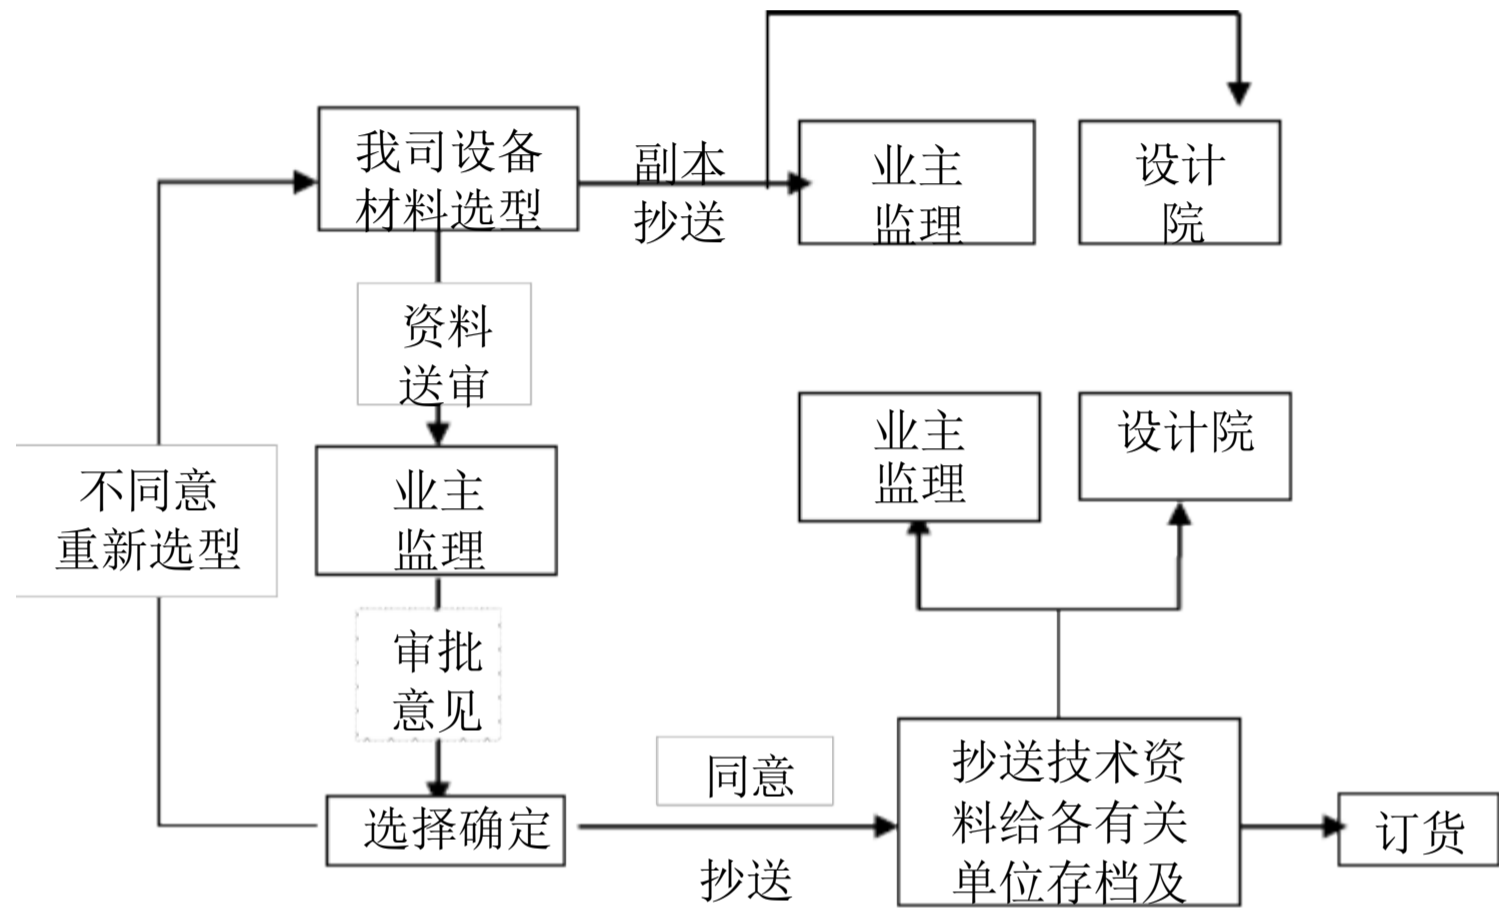 我司设备
材料选型
副本
抄送
业主
监理
设计
院
资料
送审
业主
监理
设计院
不同意
重新选型
业主
监理
审批
意见
同意
抄送
选择确定
抄送技术资
料给各有关
单位存档及
订货